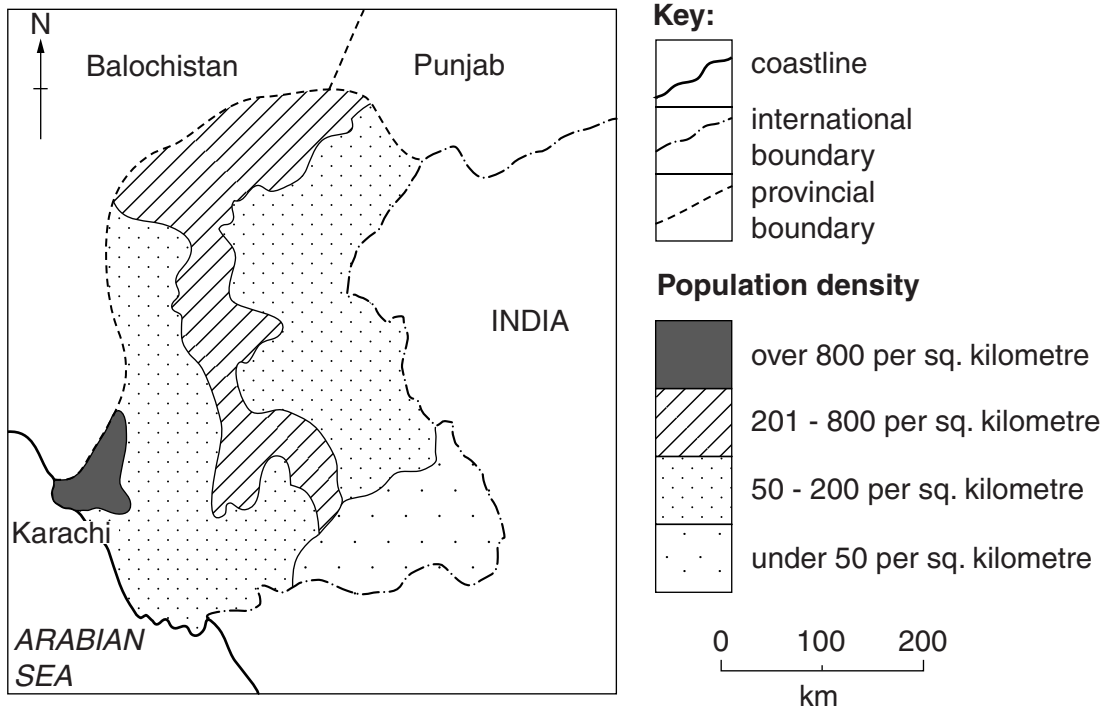 N
Balochistan
Punjab
INDIA
Karachi
ARABIAN
SEA
Key:
coastline
international
boundary
provincial
boundary
Population density
over 800 per sq. kilometre
201 - 800 per sq. kilometre
50 - 200 per sq. kilometre
under 50 per sq. kilometre
0 100 200
km